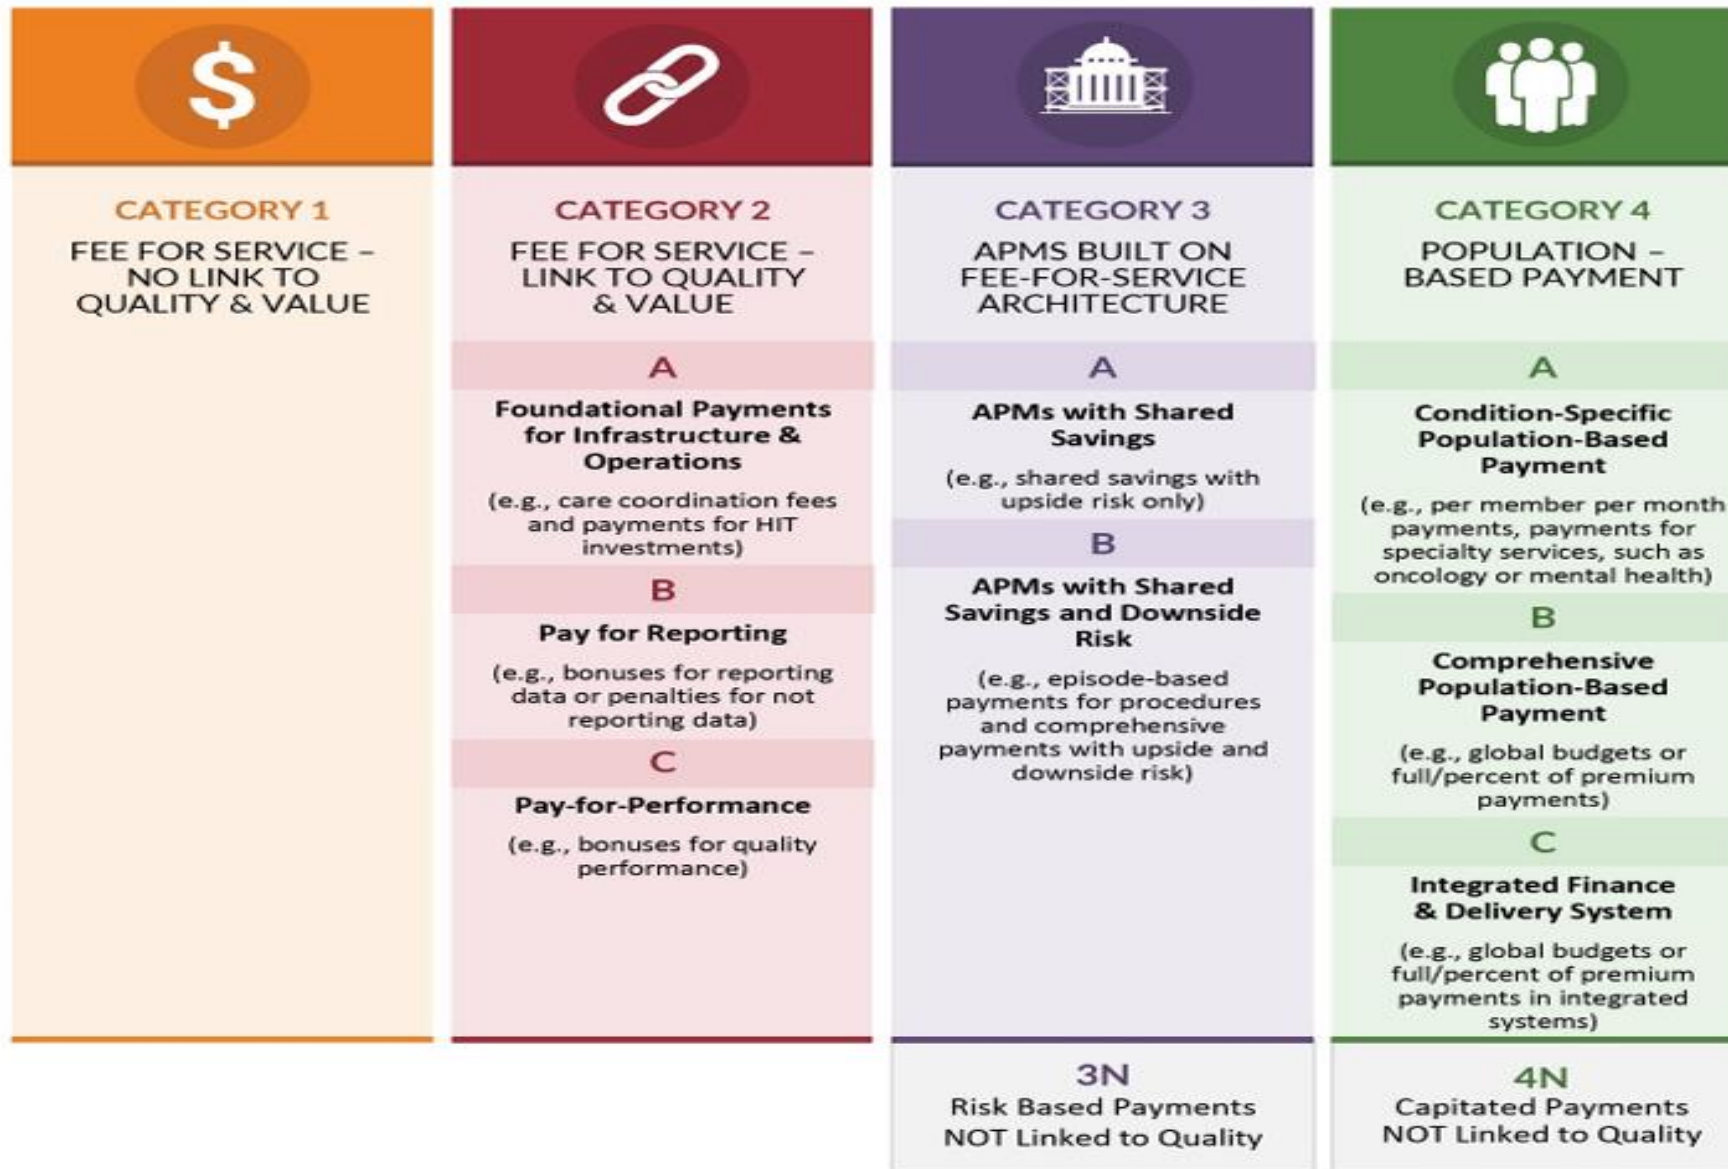 $
CATEGORY 1
FEE FOR SERVICE –
NO LINK TO
QUALITY & VALUE
CATEGORY 2
FEE FOR SERVICE –
LINK TO QUALITY
& VALUE
A
Foundational Payments
for Infrastructure &
Operations
(e.g., care coordination fees
and payments for HIT
investments)
B
Pay for Reporting
(e.g., bonuses for reporting
data or penalties for not
reporting data)
C
Pay-for-Performance
(e.g., bonuses for quality
performance)
CATEGORY 3
APMS BUILT ON
FEE-FOR-SERVICE
ARCHITECTURE
A
APMs with Shared
Savings
(e.g., shared savings with
upside risk only)
B
APMs with Shared
Savings and Downside
Risk
(e.g., episode-based
payments for procedures
and comprehensive
payments with upside and
downside risk)
3N
Risk Based Payments
NOT Linked to Quality
CATEGORY 4
POPULATION –
BASED PAYMENT
A
Condition-Specific
Population-Based
Payment
(e.g., per member per month
payments, payments for
specialty services, such as
oncology or mental health)
B
Comprehensive
Population-Based
Payment
(e.g., global budgets or
full/percent of premium
payments)
C
Integrated Finance
& Delivery System
(e.g., global budgets or
full/percent of premium
payments in integrated
systems)
4N
Capitated Payments
NOT Linked to Quality